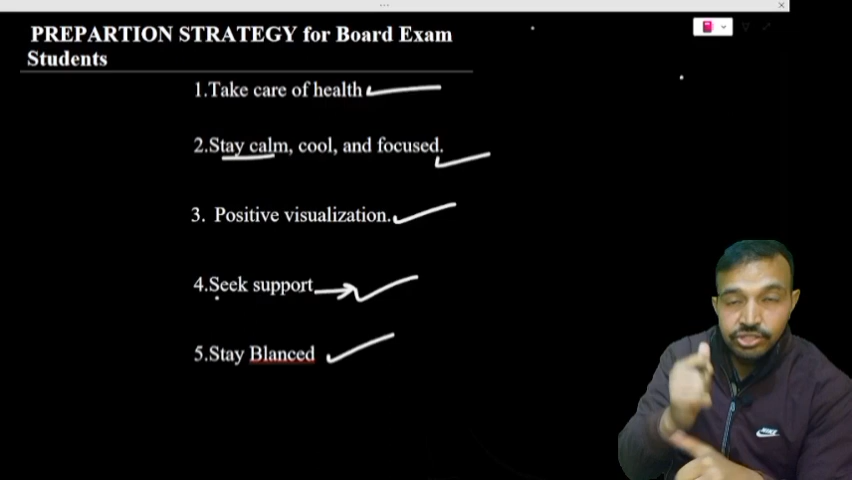 PREPARTION STRATEGY for Board Exam
Students
1.Take care of health
2.Stay calm, cool, and focused.
3. Positive visualization.
4.Seek support
5.Stay Blanced